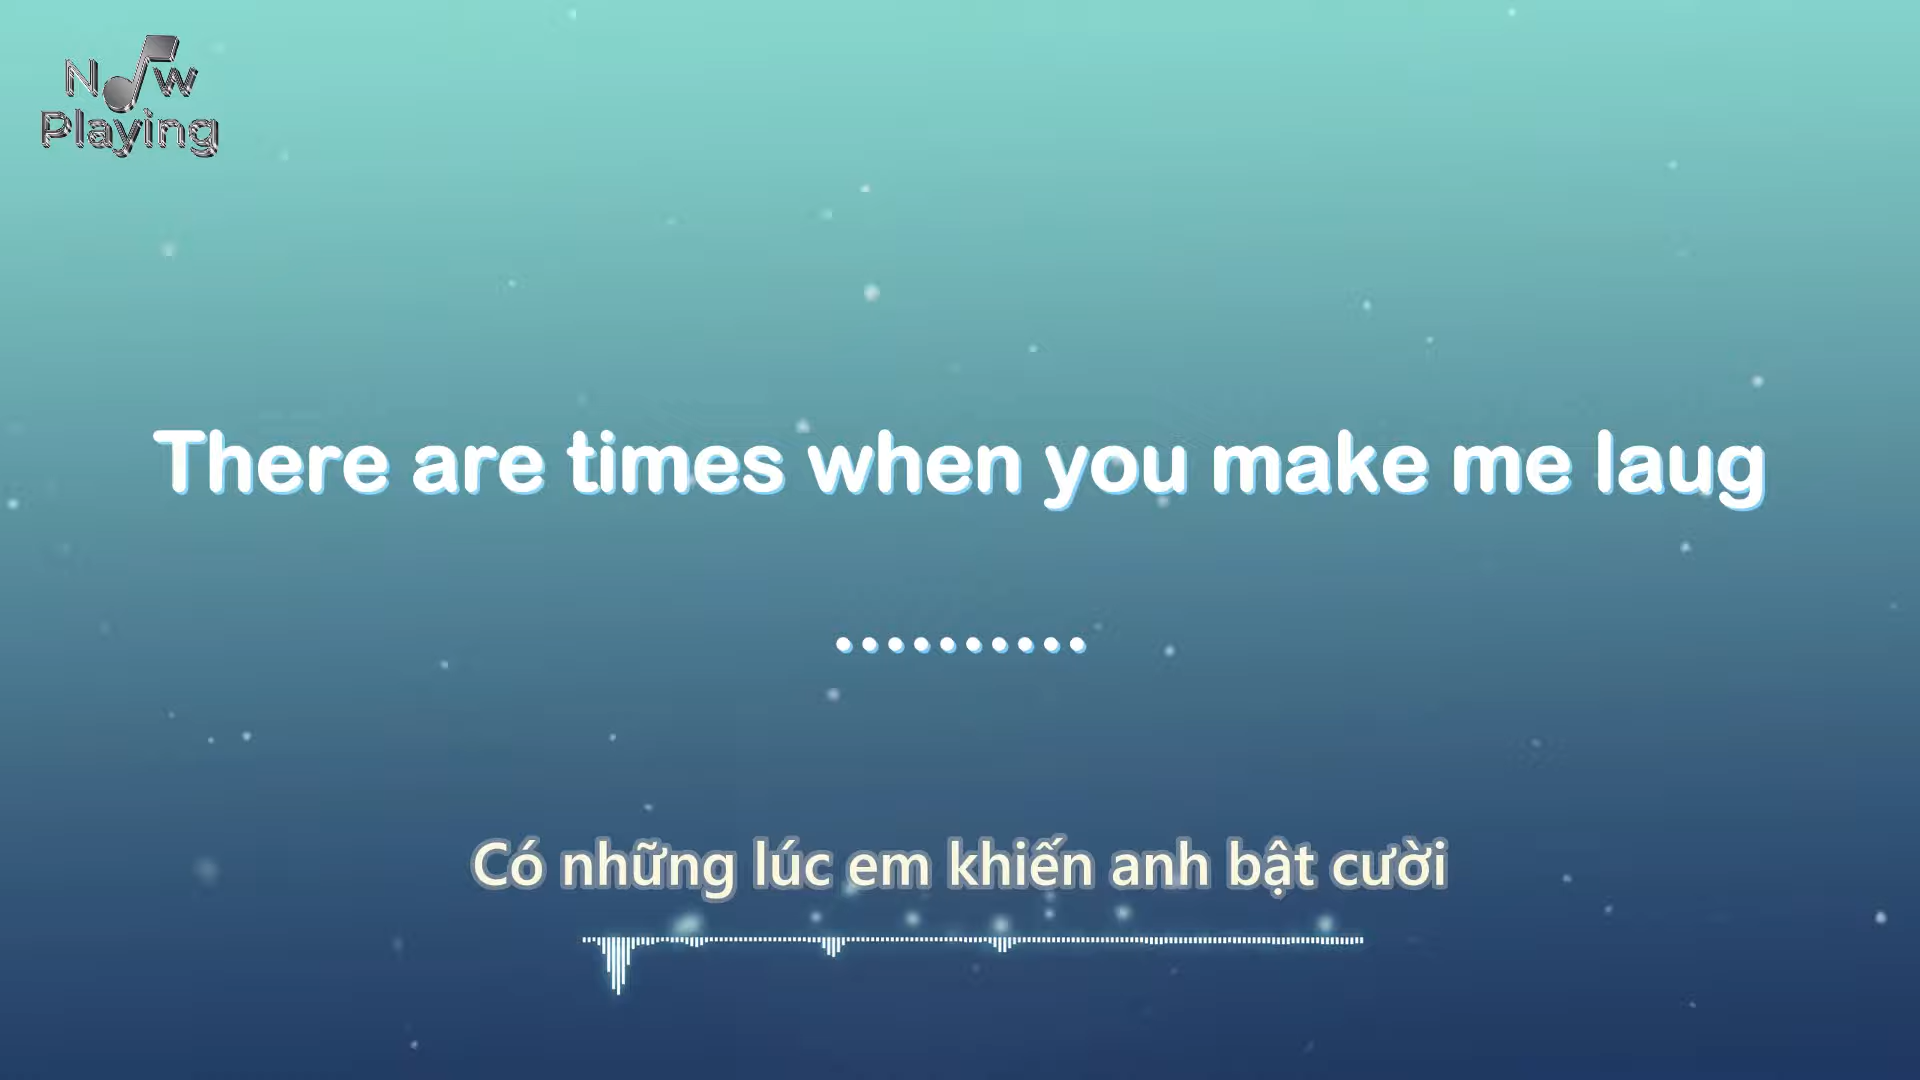 Now
Playing
There are times when you make me laug
..........
Có những lúc em khiến anh bật cười